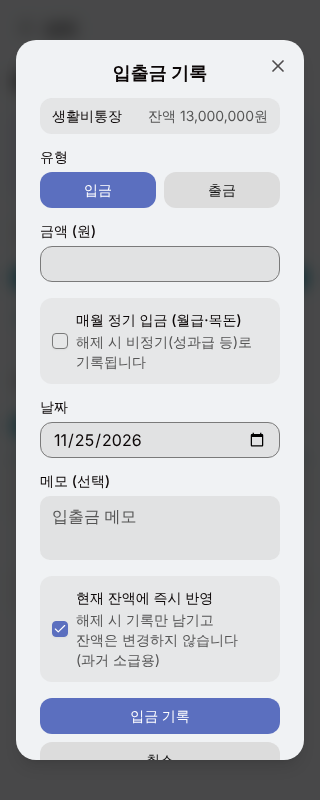 입출금 기록
생활비통장 잔액 13,000,000원
유형
입금 출금
금액 (원)
매월 정기 입금 (월급·목돈)
해제 시 비정기(성과급 등)로
기록됩니다
날짜
11/25/2026
메모 (선택)
입출금 메모
현재 잔액에 즉시 반영
해제 시 기록만 남기고
잔액은 변경하지 않습니다
(과거 소급용)
입금 기록
취소